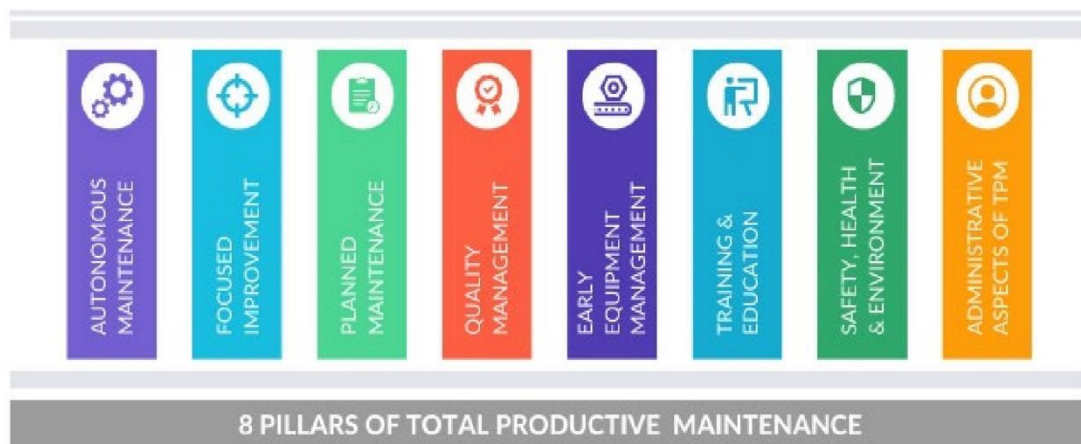 AUTONOMOUS
MAINTENANCE
FOCUSED
IMPROVEMENT
PLANNED
MAINTENANCE
QUALITY
MANAGEMENT
EARLY
EQUIPMENT
MANAGEMENT
TRAINING &
EDUCATION
SAFETY, HEALTH
& ENVIRONMENT
ADMINISTRATIVE
ASPECTS OF TPM
8 PILLARS OF TOTAL PRODUCTIVE MAINTENANCE